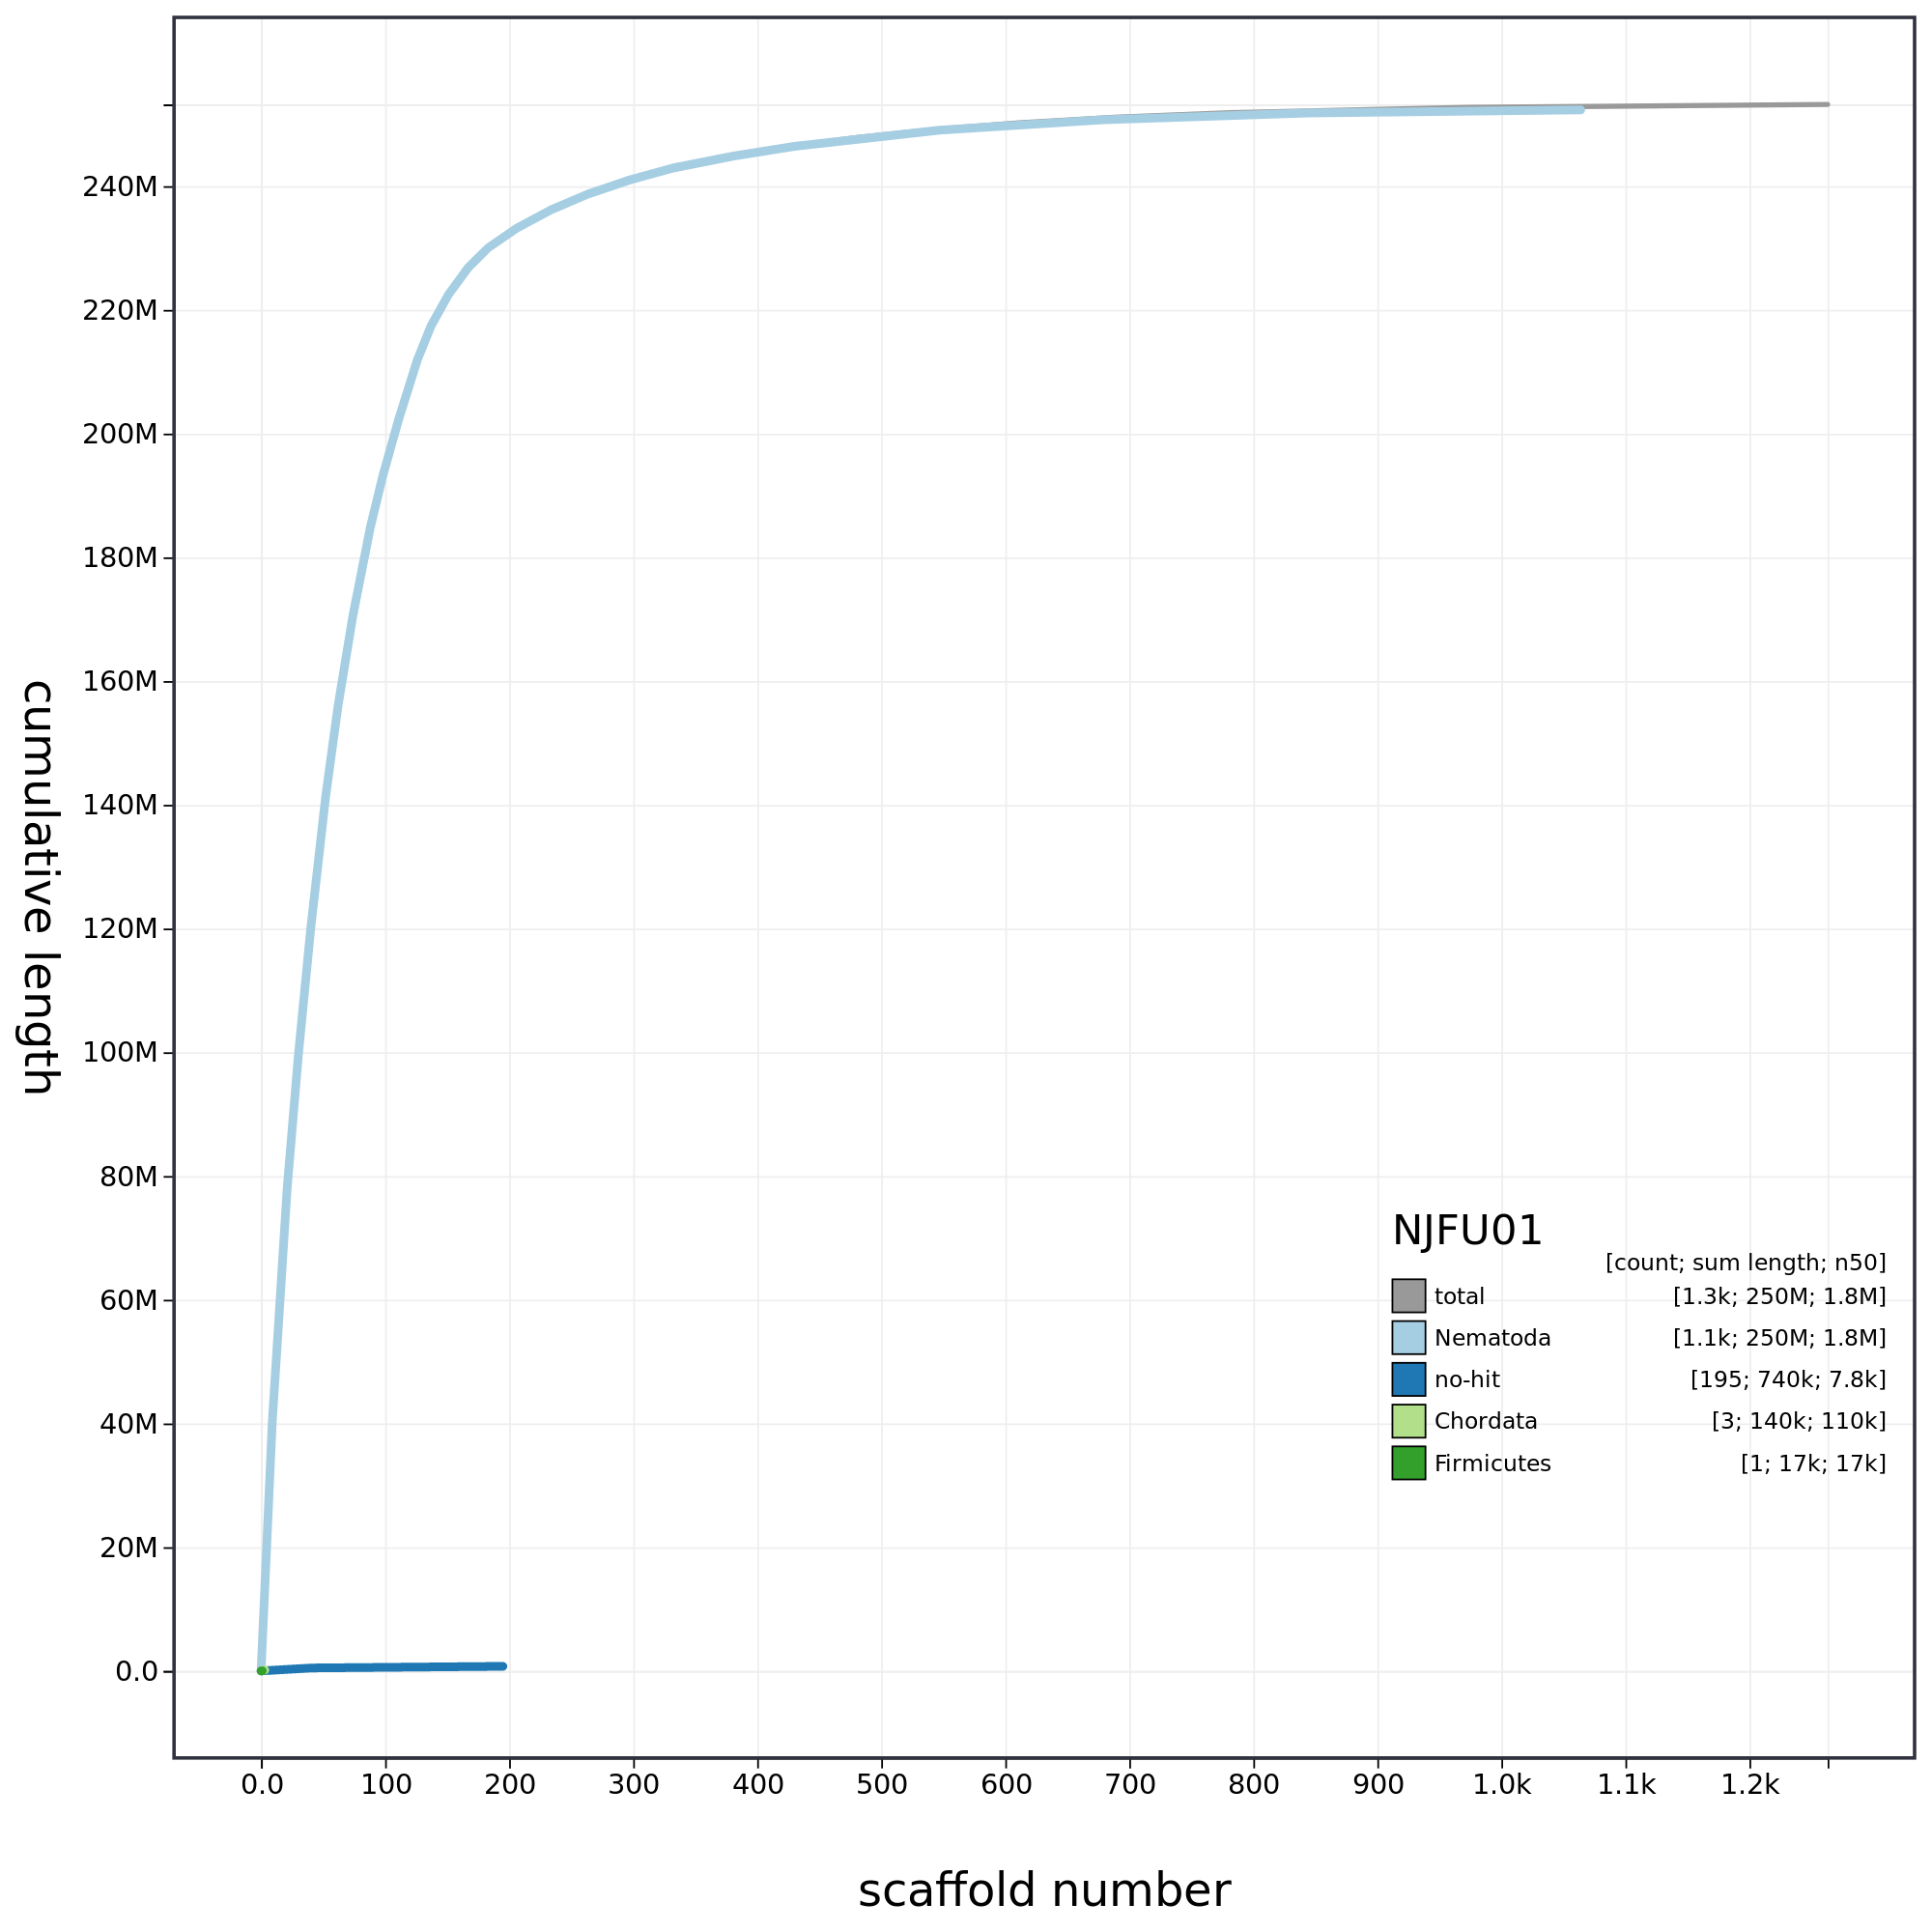 cumulative length
240M
220M
200M
180M
160M
140M
120M
100M
80M
60M
40M
20M
0.0
NJFU01
[count; sum length; n50]
total [1.3k; 250M; 1.8M]
Nematoda [1.1k; 250M; 1.8M]
no-hit [195; 740k; 7.8k]
Chordata [3; 140k; 110k]
Firmicutes [1; 17k; 17k]
0.0 100 200 300 400 500 600 700 800 900 1.0k 1.1k 1.2k
scaffold number